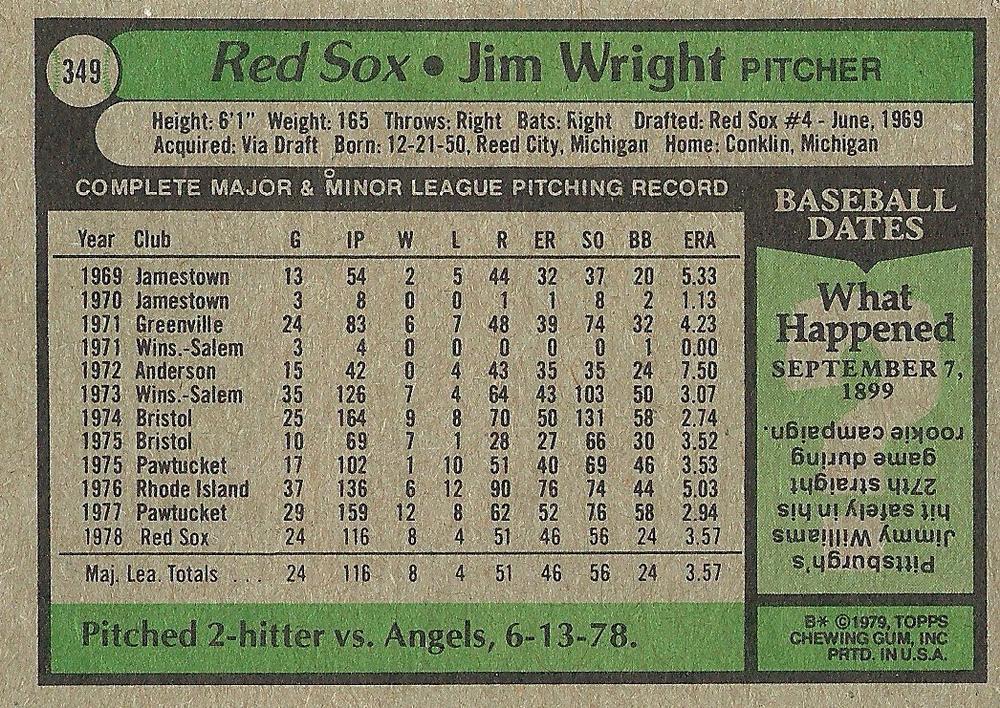 349
Red Sox • Jim Wright PITCHER
Height: 6'1" Weight: 165 Throws: Right Bats: Right Drafted: Red Sox #4 - June, 1969
Acquired: Via Draft Born: 12-21-50, Reed City, Michigan Home: Conklin, Michigan
COMPLETE MAJOR & MINOR LEAGUE PITCHING RECORD
Year Club G IP W L R ER SO BB ERA
1969 Jamestown 13 54 2 5 44 32 37 20 5.33
1970 Jamestown 3 8 0 0 1 1 8 2 1.13
1971 Greenville 24 83 6 7 48 39 74 32 4.23
1971 Wins.-Salem 3 4 0 0 0 0 0 1 0.00
1972 Anderson 15 42 0 4 43 35 35 24 7.50
1973 Wins.-Salem 35 126 7 4 64 43 103 50 3.07
1974 Bristol 25 164 9 8 70 50 131 58 2.74
1975 Bristol 10 69 7 1 28 27 66 30 3.52
1975 Pawtucket 17 102 1 10 51 40 69 46 3.53
1976 Rhode Island 37 136 6 12 90 76 74 44 5.03
1977 Pawtucket 29 159 12 8 62 52 76 58 2.94
1978 Red Sox 24 116 8 4 51 46 56 24 3.57
Maj. Lea. Totals ... 24 116 8 4 51 46 56 24 3.57
Pitched 2-hitter vs. Angels, 6-13-78.
BASEBALL
DATES
What
Happened
SEPTEMBER 7,
1899
Pittsburgh's
Jimmy Williams
hit safely in his
27th straight
game during
rookie campaign.
B* ©1979, TOPPS
CHEWING GUM, INC
PRTD. IN U.S.A.